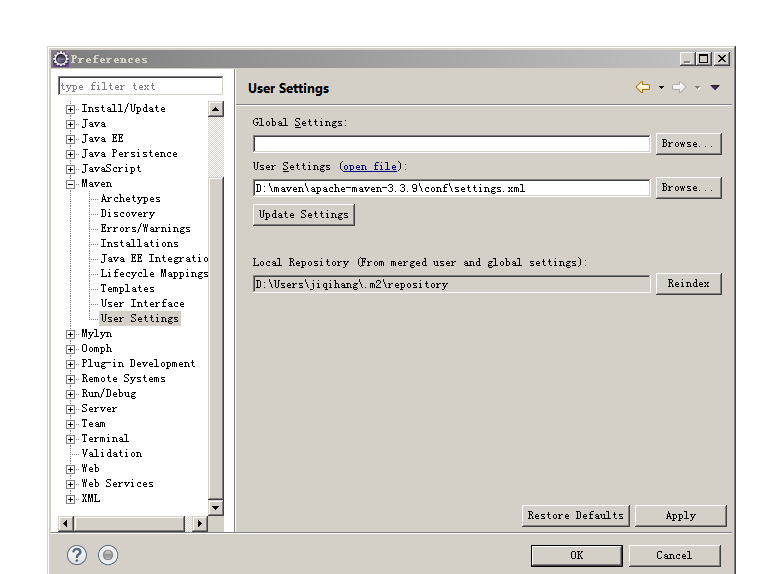 Preferences
type filter text
Install/Update
Java
Java EE
Java Persistence
JavaScript
Maven
Archetypes
Discovery
Errors/Warnings
Installations
Java EE Integratio
Lifecycle Mappings
Templates
User Interface
User Settings
Mylyn
Oomph
Plug-in Development
Remote Systems
Run/Debug
Server
Team
Terminal
Validation
Web
Web Services
XML
User Settings
Global Settings:
Browse...
User Settings (open file):
D:\maven\apache-maven-3.3.9\conf\settings.xml
Browse...
Update Settings
Local Repository (From merged user and global settings):
D:\Users\jiqihang\.m2\repository
Reindex
Restore Defaults
Apply
?
OK
Cancel